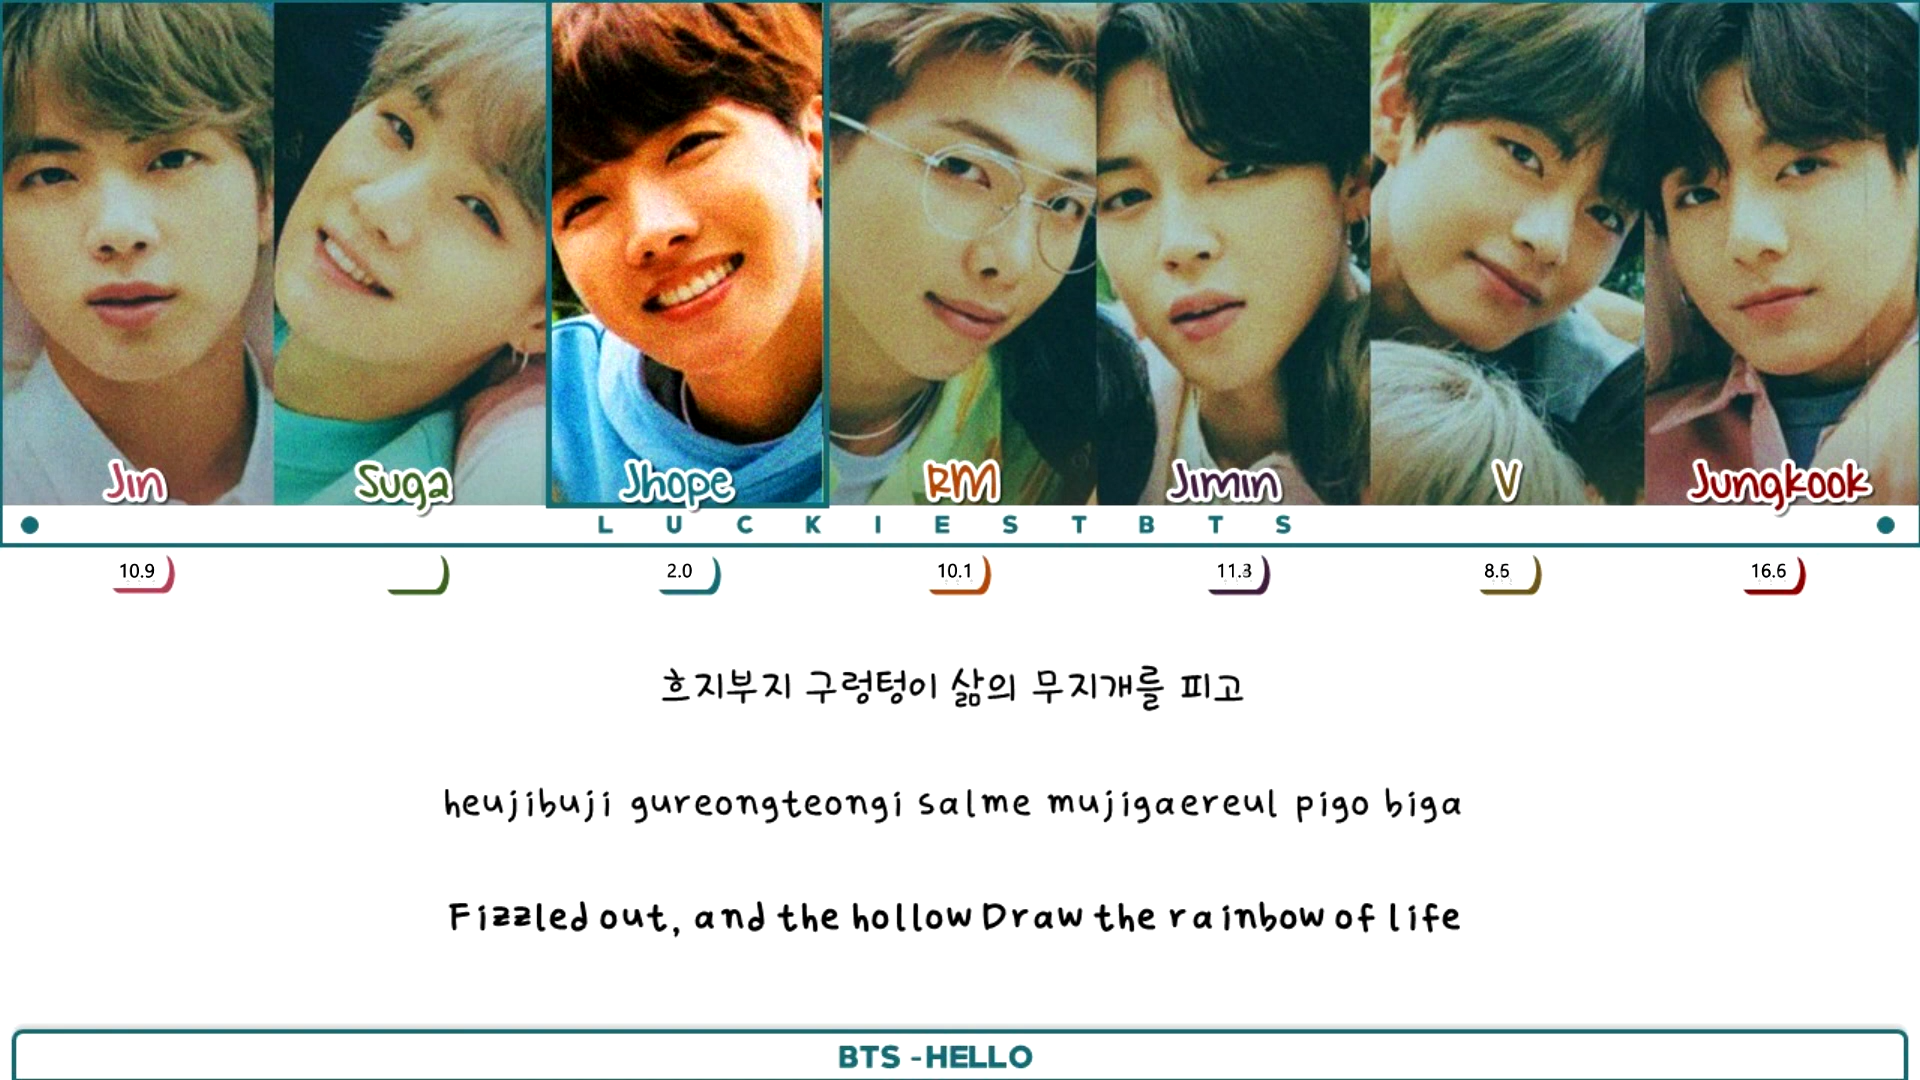 Jin Suga Jhope RM Jimin V Jungkook
LUCKIESTBTS
10.9 2.0 10.1 11.3 8.5 16.6
흐지부지 구렁텅이 삶의 무지개를 피고
heujibuji gureongteongi salme mujigaereul pigo biga
Fizzled out, and the hollow Draw the rainbow of life
BTS -HELLO